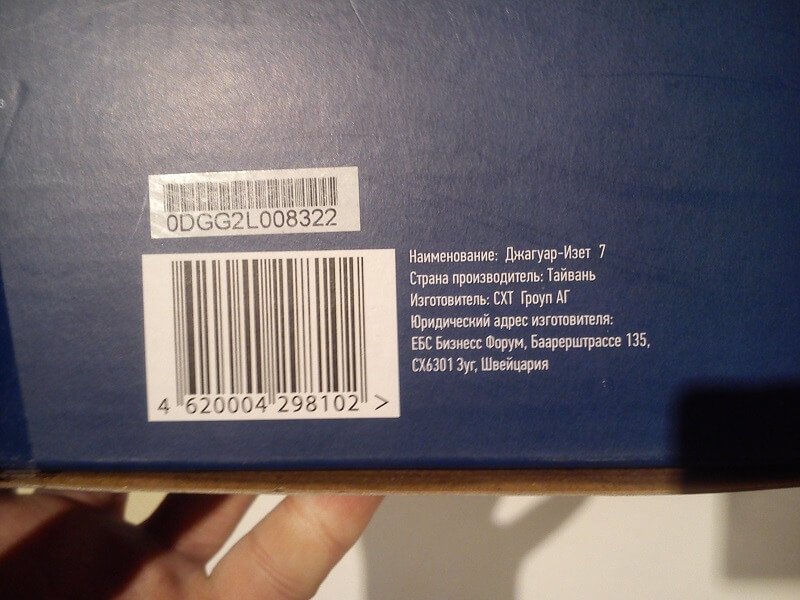 0DGG2L008322
4 620004 298102 >
Наименование: Джагуар-Изет 7
Страна производитель: Тайвань
Изготовитель: СХТ Гроуп АГ
Юридический адрес изготовителя:
ЕБС Бизнесс Форум, Баарерштрассе 135,
СХ6301 Зуг, Швейцария